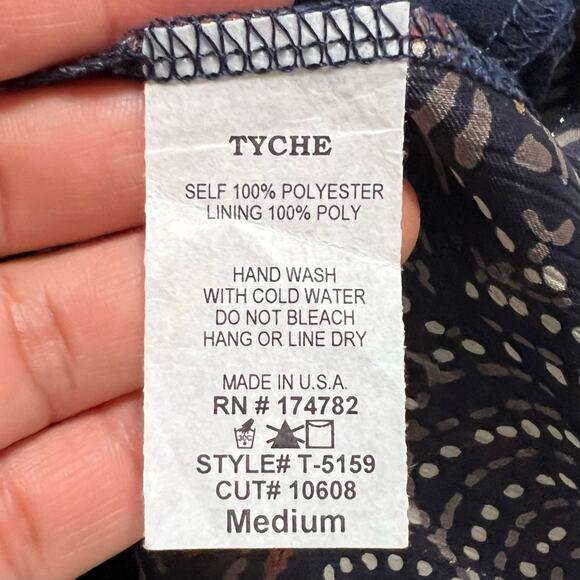 TYCHE
SELF 100% POLYESTER
LINING 100% POLY
HAND WASH
WITH COLD WATER
DO NOT BLEACH
HANG OR LINE DRY
MADE IN U.S.A.
RN # 174782
30C
STYLE# T-5159
CUT# 10608
Medium